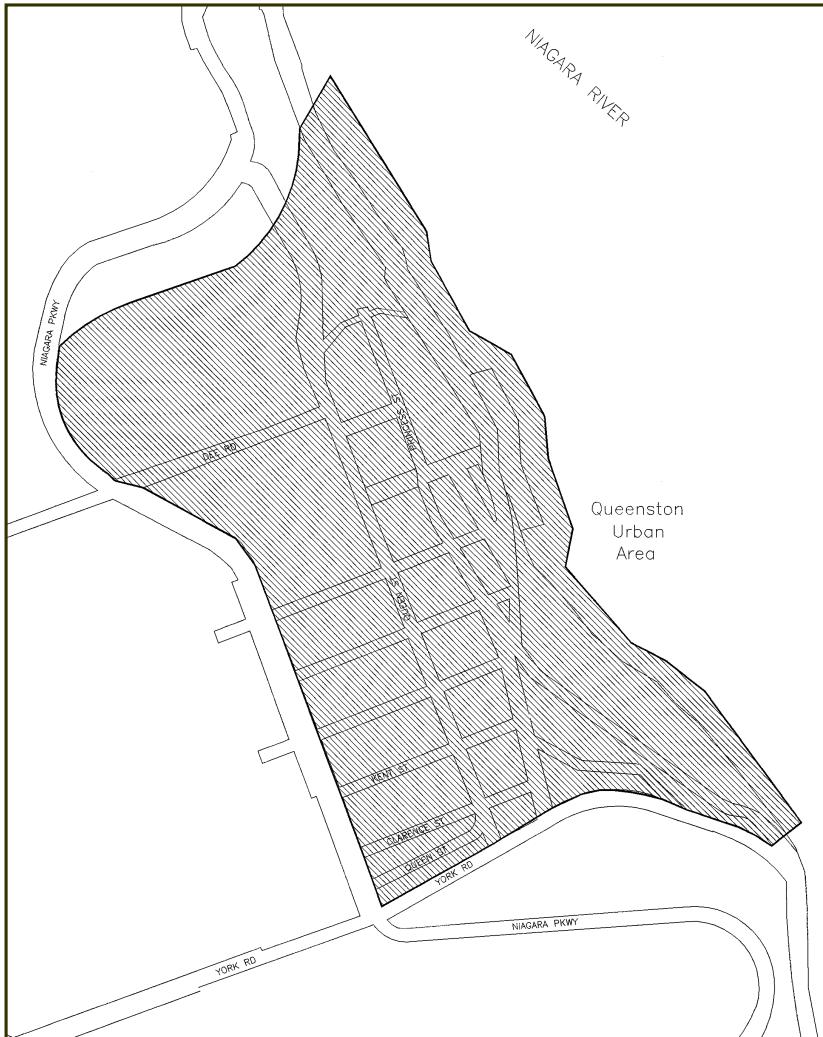 NIAGARA RIVER
NIAGARA PKWY
PRINCESS ST
DEE RD
Queenston
Urban
Area
QUEEN ST
KENT ST
CLARENCE ST
QUEEN ST
YORK RD
NIAGARA PKWY
YORK RD